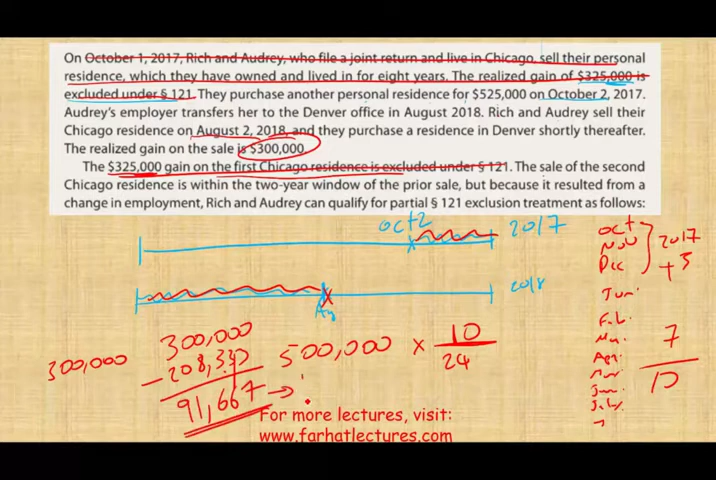 On October 1, 2017, Rich and Audrey, who file a joint return and live in Chicago, sell their personal
residence, which they have owned and lived in for eight years. The realized gain of $325,000 is
excluded under § 121. They purchase another personal residence for $525,000 on October 2, 2017.
Audrey's employer transfers her to the Denver office in August 2018. Rich and Audrey sell their
Chicago residence on August 2, 2018, and they purchase a residence in Denver shortly thereafter.
The realized gain on the sale is $300,000.
The $325,000 gain on the first Chicago residence is excluded under § 121. The sale of the second
Chicago residence is within the two-year window of the prior sale, but because it resulted from a
change in employment, Rich and Audrey can qualify for partial § 121 exclusion treatment as follows:
Oct 2
2017
2018
300,000
300,000
- 208,330
91,667 →
500,000 × 10
24
Oct
Nov
Dec
2017
+ 3
7
10
For more lectures, visit:
www.farhatlectures.com